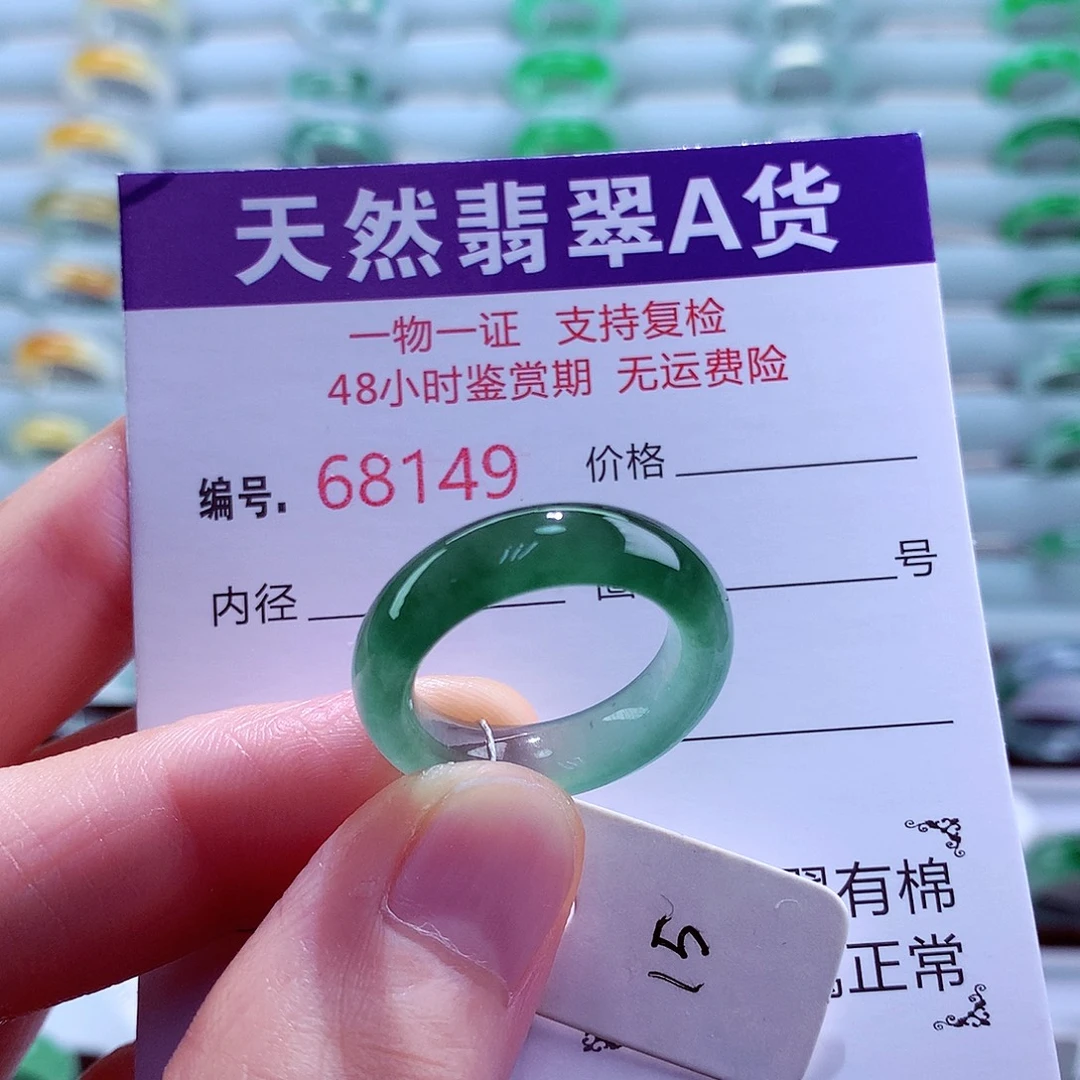 天然翡翠A货
一物一证 支持复检
48小时鉴赏期 无运费险
编号. 68149 价格
内径 号
有棉
正常
15